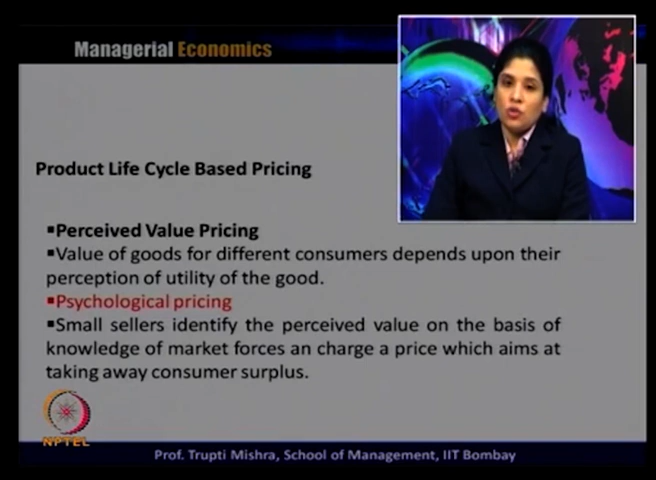 Managerial Economics
Product Life Cycle Based Pricing
▪Perceived Value Pricing
▪Value of goods for different consumers depends upon their
perception of utility of the good.
▪Psychological pricing
▪Small sellers identify the perceived value on the basis of
knowledge of market forces an charge a price which aims at
taking away consumer surplus.
NPTEL
Prof. Trupti Mishra, School of Management, IIT Bombay